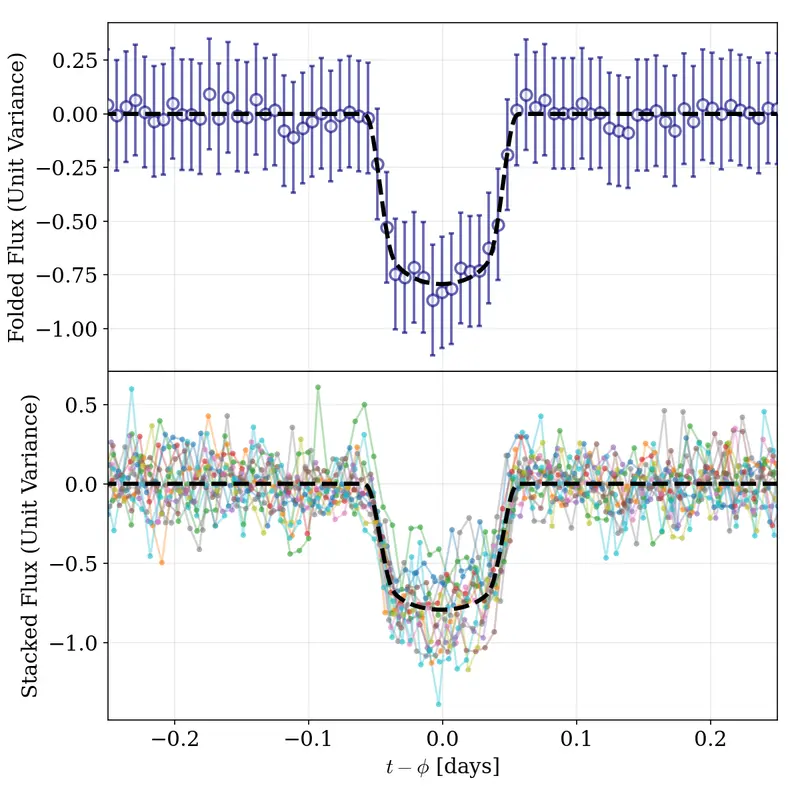 Folded Flux (Unit Variance)
0.25
0.00
−0.25
−0.50
−0.75
−1.00
Stacked Flux (Unit Variance)
0.5
0.0
−0.5
−1.0
−0.2 −0.1 0.0 0.1 0.2
t − ϕ [days]